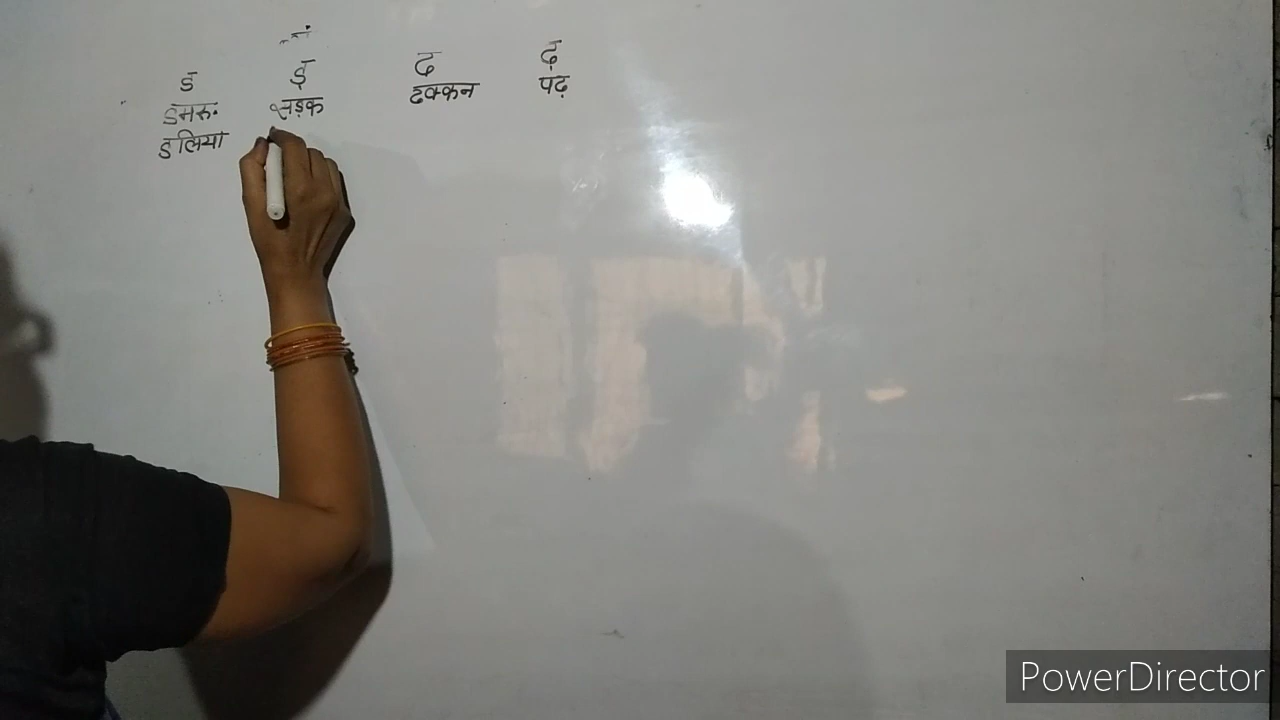 ड ड़ ढ ढ़
डमरु सड़क ढक्कन पढ़
डलिया
PowerDirector